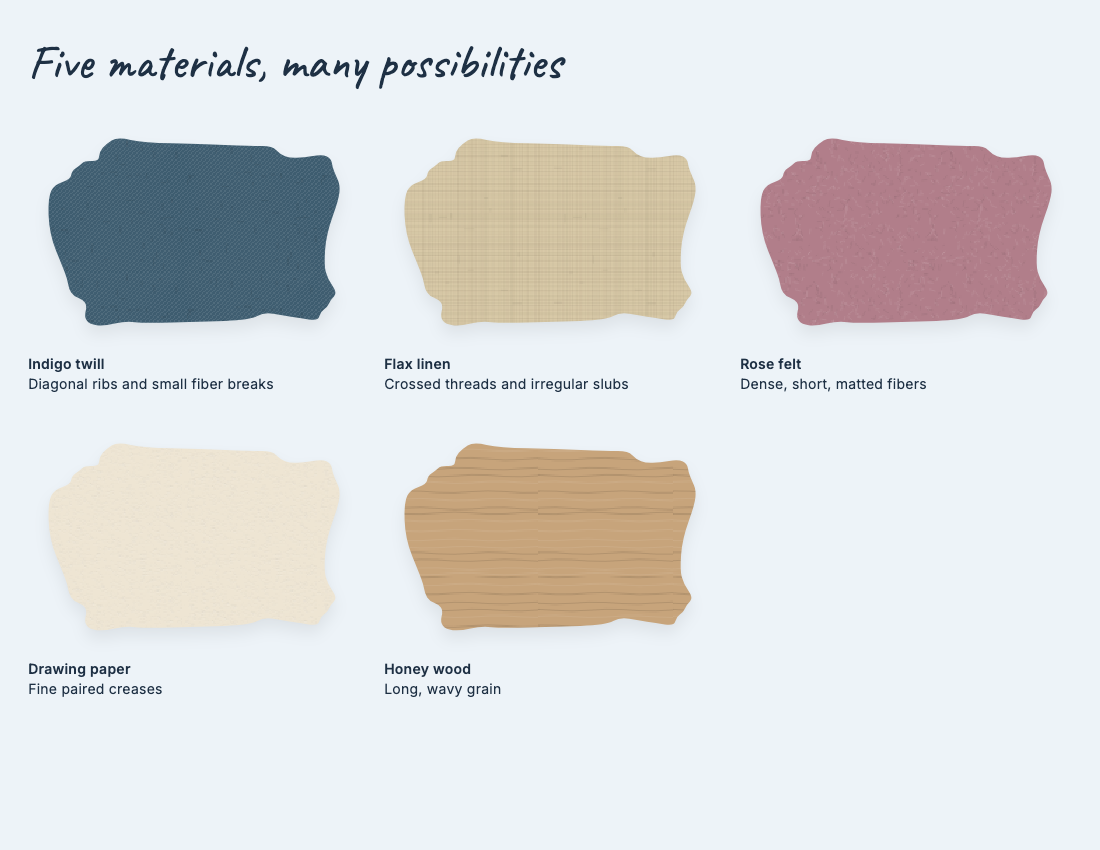 Five materials, many possibilities
Indigo twill
Diagonal ribs and small fiber breaks
Flax linen
Crossed threads and irregular slubs
Rose felt
Dense, short, matted fibers
Drawing paper
Fine paired creases
Honey wood
Long, wavy grain